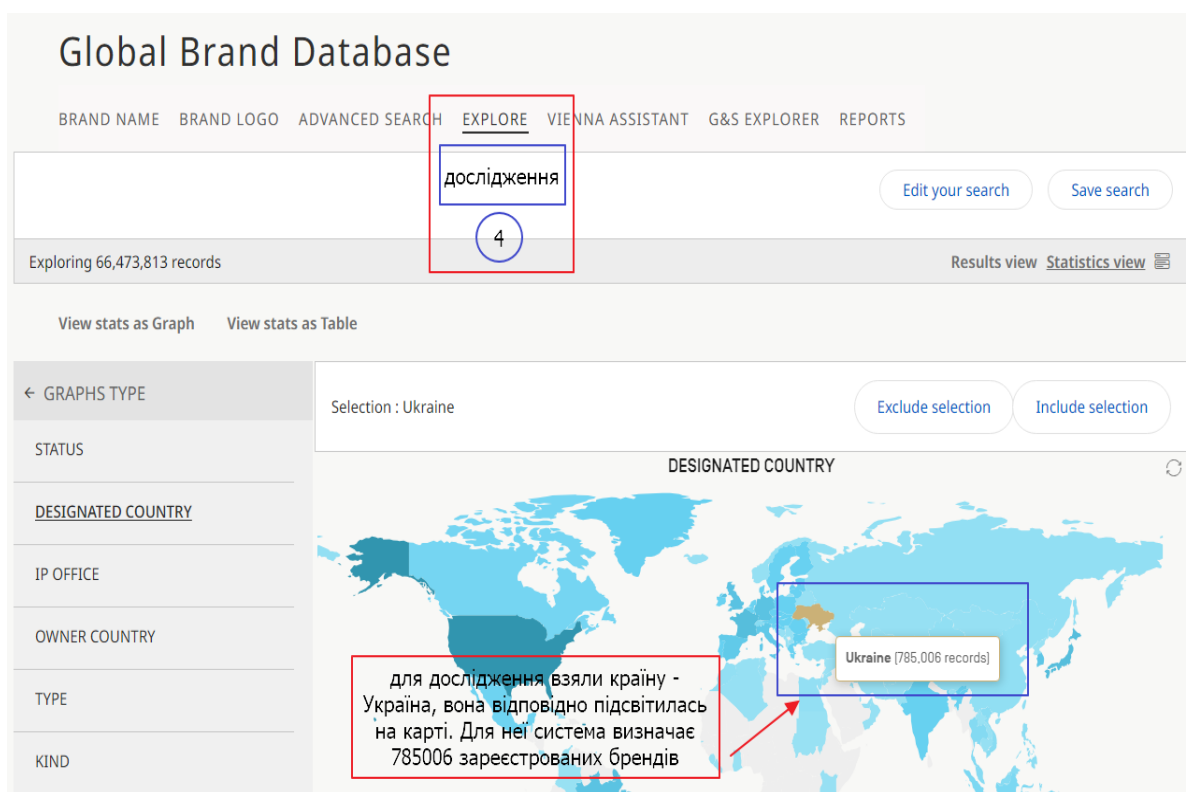 Global Brand Database
BRAND NAME BRAND LOGO ADVANCED SEARCH EXPLORE VIENNA ASSISTANT G&S EXPLORER REPORTS
дослідження
Edit your search Save search
4
Exploring 66,473,813 records Results view Statistics view
View stats as Graph View stats as Table
← GRAPHS TYPE
Selection : Ukraine Exclude selection Include selection
STATUS
DESIGNATED COUNTRY
DESIGNATED COUNTRY
IP OFFICE
OWNER COUNTRY
Ukraine (785,006 records)
TYPE
KIND
для дослідження взяли країну -
Україна, вона відповідно підсвітилась
на карті. Для неї система визначає
785006 зареєстрованих брендів